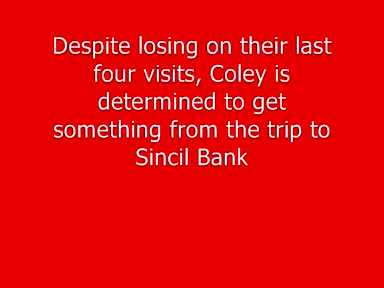 Despite losing on their last
four visits, Coley is
determined to get
something from the trip to
Sincil Bank